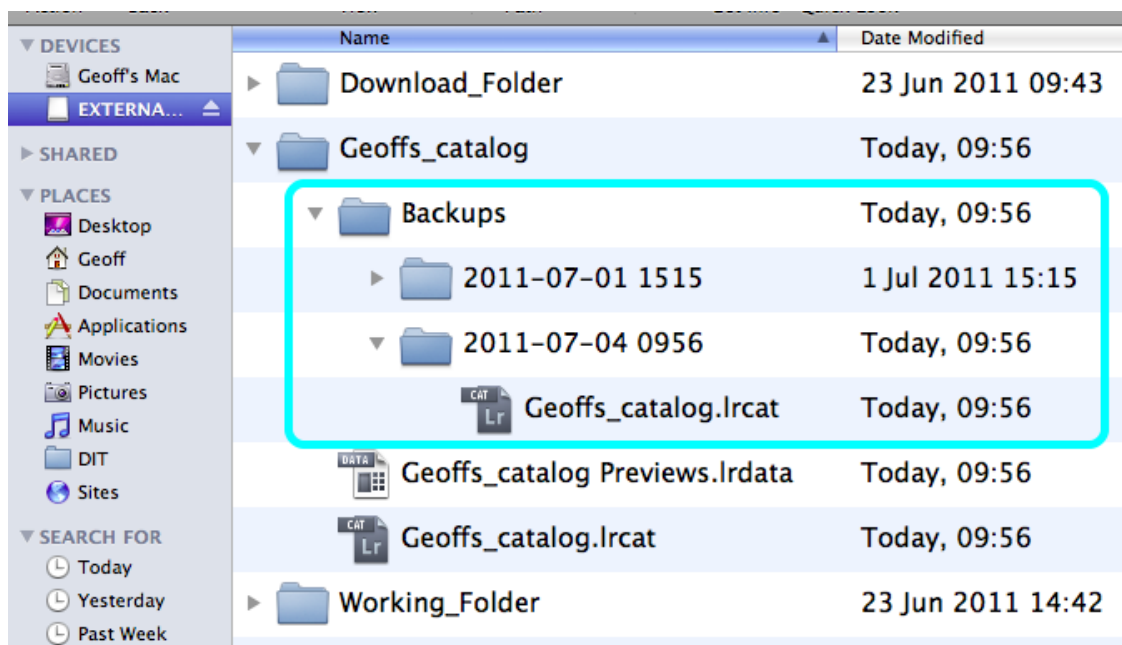 Name Date Modified
DEVICES
Geoff's Mac
EXTERNA...
SHARED
PLACES
Desktop
Geoff
Documents
Applications
Movies
Pictures
Music
DIT
Sites
SEARCH FOR
Today
Yesterday
Past Week
Download_Folder 23 Jun 2011 09:43
Geoffs_catalog Today, 09:56
Backups Today, 09:56
2011-07-01 1515 1 Jul 2011 15:15
2011-07-04 0956 Today, 09:56
CAT
Lr
Geoffs_catalog.lrcat Today, 09:56
DATA
Geoffs_catalog Previews.lrdata Today, 09:56
CAT
Lr
Geoffs_catalog.lrcat Today, 09:56
Working_Folder 23 Jun 2011 14:42